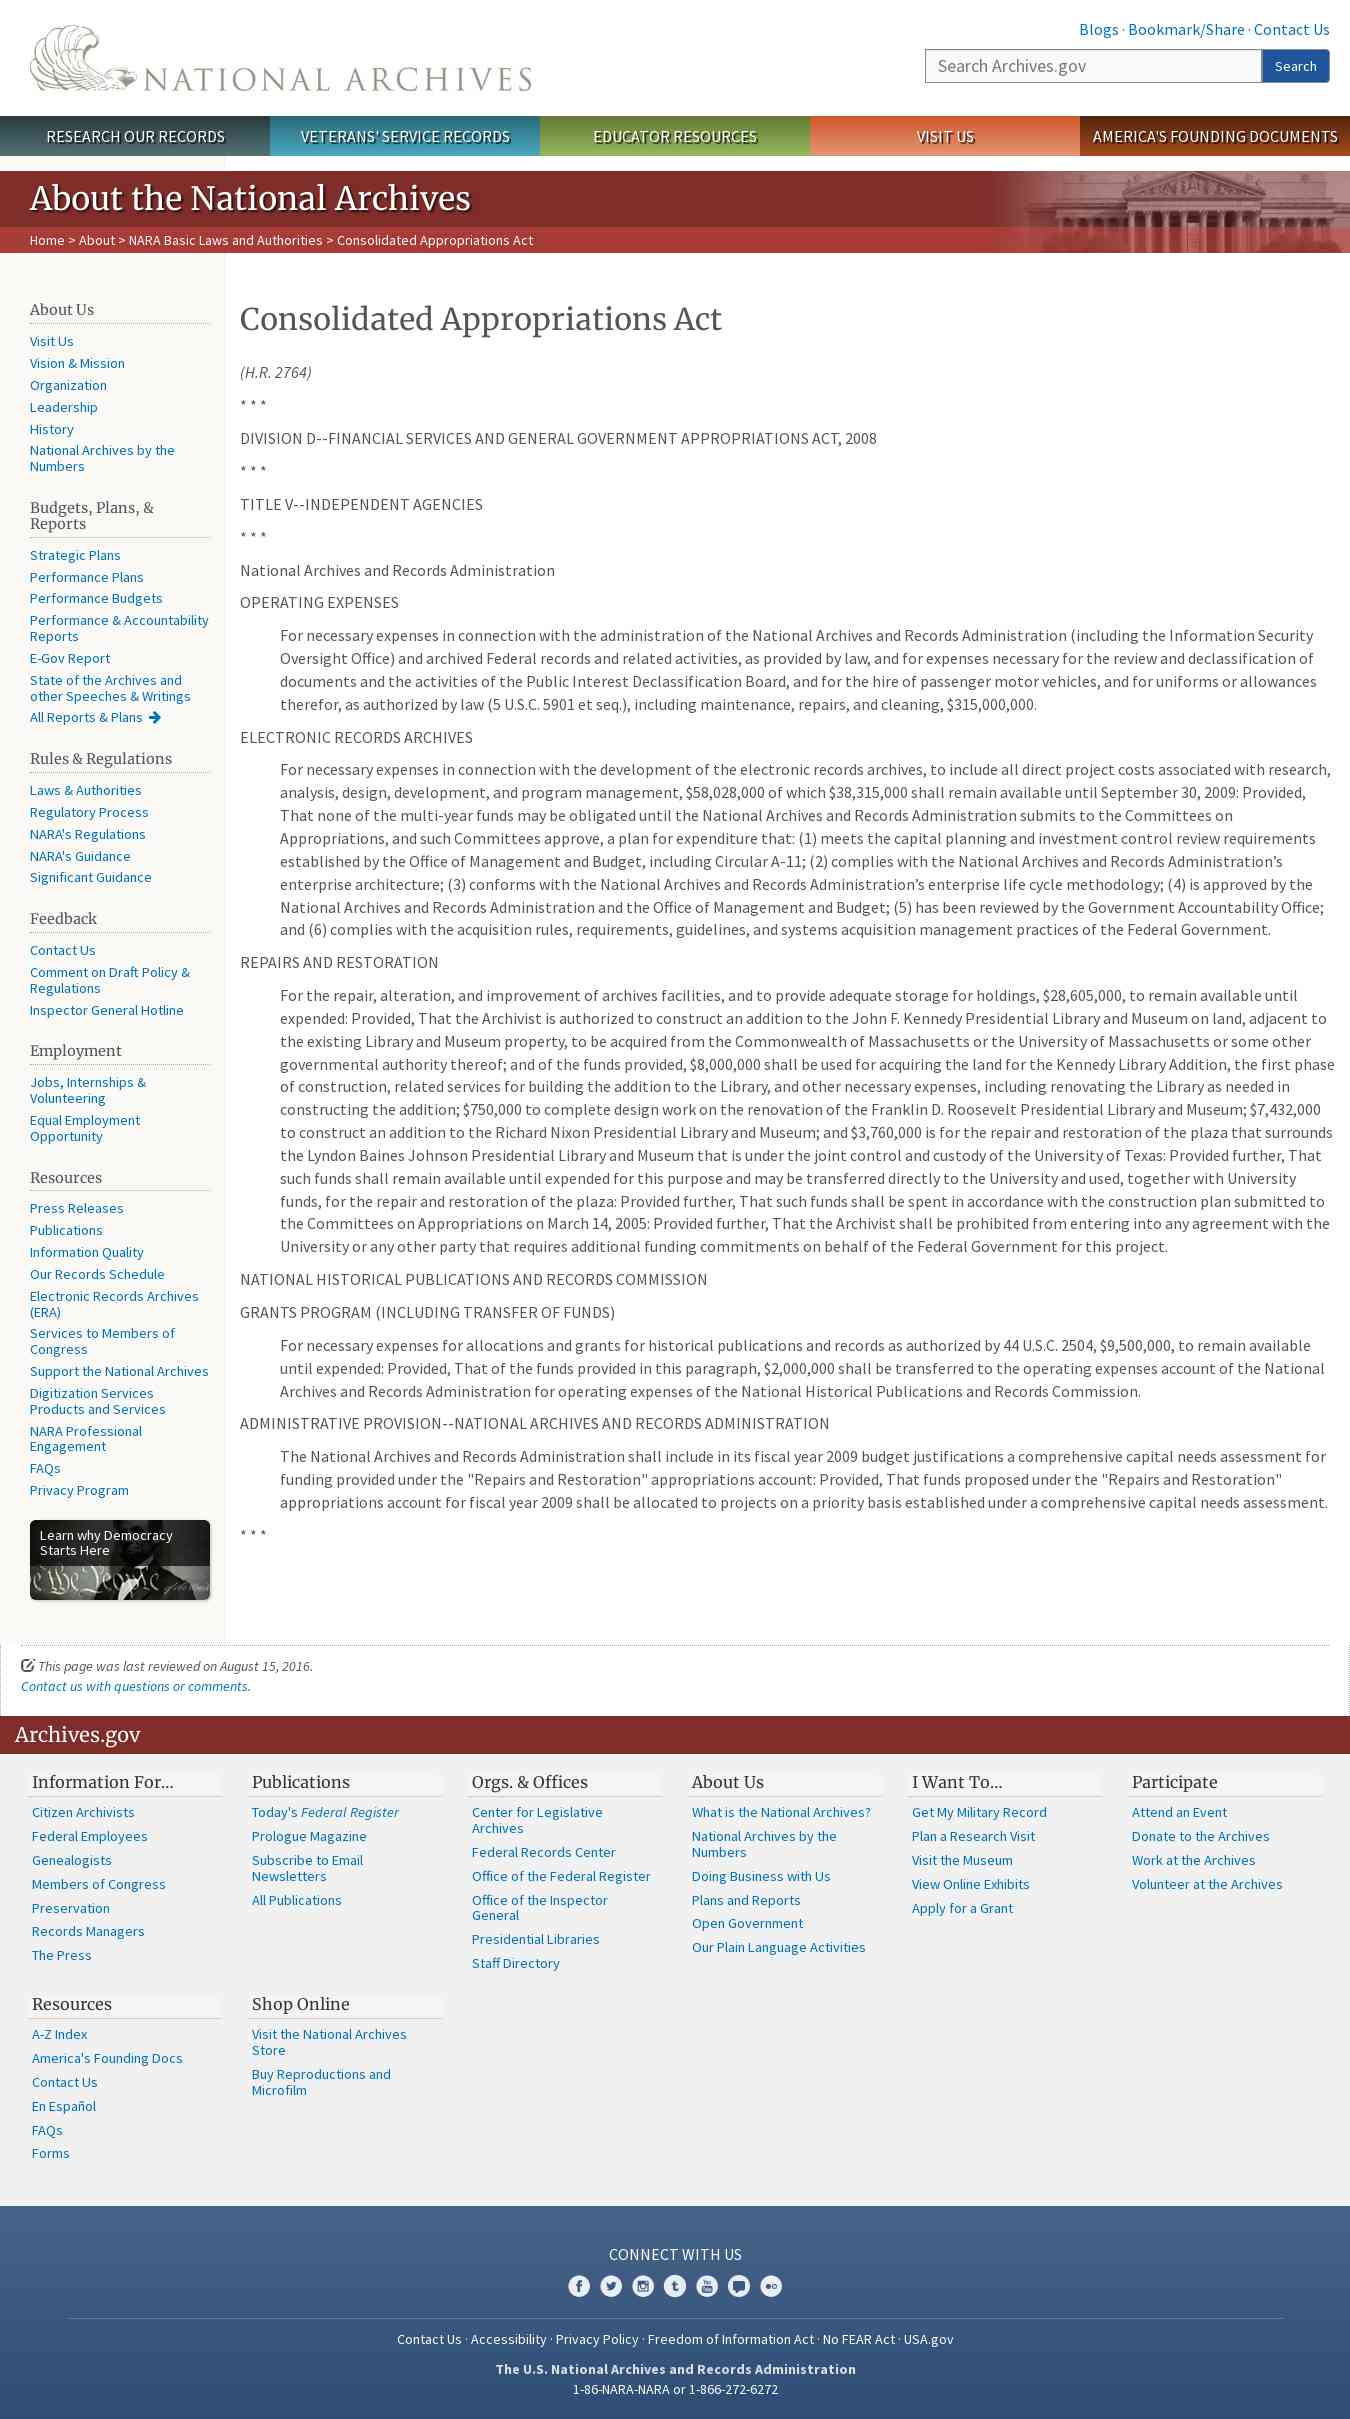 NATIONAL ARCHIVES
Blogs · Bookmark/Share · Contact Us
Search Archives.gov
Search
RESEARCH OUR RECORDS
VETERANS' SERVICE RECORDS
EDUCATOR RESOURCES
VISIT US
AMERICA'S FOUNDING DOCUMENTS
About the National Archives
Home > About > NARA Basic Laws and Authorities > Consolidated Appropriations Act
About Us
Visit Us
Vision & Mission
Organization
Leadership
History
National Archives by the
Numbers
Budgets, Plans, &
Reports
Strategic Plans
Performance Plans
Performance Budgets
Performance & Accountability
Reports
E-Gov Report
State of the Archives and
other Speeches & Writings
All Reports & Plans
Rules & Regulations
Laws & Authorities
Regulatory Process
NARA's Regulations
NARA's Guidance
Significant Guidance
Feedback
Contact Us
Comment on Draft Policy &
Regulations
Inspector General Hotline
Employment
Jobs, Internships &
Volunteering
Equal Employment
Opportunity
Resources
Press Releases
Publications
Information Quality
Our Records Schedule
Electronic Records Archives
(ERA)
Services to Members of
Congress
Support the National Archives
Digitization Services
Products and Services
NARA Professional
Engagement
FAQs
Privacy Program
Learn why Democracy
Starts Here
Consolidated Appropriations Act
(H.R. 2764)
* * *
DIVISION D--FINANCIAL SERVICES AND GENERAL GOVERNMENT APPROPRIATIONS ACT, 2008
* * *
TITLE V--INDEPENDENT AGENCIES
* * *
National Archives and Records Administration
OPERATING EXPENSES
For necessary expenses in connection with the administration of the National Archives and Records Administration (including the Information Security
Oversight Office) and archived Federal records and related activities, as provided by law, and for expenses necessary for the review and declassification of
documents and the activities of the Public Interest Declassification Board, and for the hire of passenger motor vehicles, and for uniforms or allowances
therefor, as authorized by law (5 U.S.C. 5901 et seq.), including maintenance, repairs, and cleaning, $315,000,000.
ELECTRONIC RECORDS ARCHIVES
For necessary expenses in connection with the development of the electronic records archives, to include all direct project costs associated with research,
analysis, design, development, and program management, $58,028,000 of which $38,315,000 shall remain available until September 30, 2009: Provided,
That none of the multi-year funds may be obligated until the National Archives and Records Administration submits to the Committees on
Appropriations, and such Committees approve, a plan for expenditure that: (1) meets the capital planning and investment control review requirements
established by the Office of Management and Budget, including Circular A-11; (2) complies with the National Archives and Records Administration’s
enterprise architecture; (3) conforms with the National Archives and Records Administration’s enterprise life cycle methodology; (4) is approved by the
National Archives and Records Administration and the Office of Management and Budget; (5) has been reviewed by the Government Accountability Office;
and (6) complies with the acquisition rules, requirements, guidelines, and systems acquisition management practices of the Federal Government.
REPAIRS AND RESTORATION
For the repair, alteration, and improvement of archives facilities, and to provide adequate storage for holdings, $28,605,000, to remain available until
expended: Provided, That the Archivist is authorized to construct an addition to the John F. Kennedy Presidential Library and Museum on land, adjacent to
the existing Library and Museum property, to be acquired from the Commonwealth of Massachusetts or the University of Massachusetts or some other
governmental authority thereof; and of the funds provided, $8,000,000 shall be used for acquiring the land for the Kennedy Library Addition, the first phase
of construction, related services for building the addition to the Library, and other necessary expenses, including renovating the Library as needed in
constructing the addition; $750,000 to complete design work on the renovation of the Franklin D. Roosevelt Presidential Library and Museum; $7,432,000
to construct an addition to the Richard Nixon Presidential Library and Museum; and $3,760,000 is for the repair and restoration of the plaza that surrounds
the Lyndon Baines Johnson Presidential Library and Museum that is under the joint control and custody of the University of Texas: Provided further, That
such funds shall remain available until expended for this purpose and may be transferred directly to the University and used, together with University
funds, for the repair and restoration of the plaza: Provided further, That such funds shall be spent in accordance with the construction plan submitted to
the Committees on Appropriations on March 14, 2005: Provided further, That the Archivist shall be prohibited from entering into any agreement with the
University or any other party that requires additional funding commitments on behalf of the Federal Government for this project.
NATIONAL HISTORICAL PUBLICATIONS AND RECORDS COMMISSION
GRANTS PROGRAM (INCLUDING TRANSFER OF FUNDS)
For necessary expenses for allocations and grants for historical publications and records as authorized by 44 U.S.C. 2504, $9,500,000, to remain available
until expended: Provided, That of the funds provided in this paragraph, $2,000,000 shall be transferred to the operating expenses account of the National
Archives and Records Administration for operating expenses of the National Historical Publications and Records Commission.
ADMINISTRATIVE PROVISION--NATIONAL ARCHIVES AND RECORDS ADMINISTRATION
The National Archives and Records Administration shall include in its fiscal year 2009 budget justifications a comprehensive capital needs assessment for
funding provided under the "Repairs and Restoration" appropriations account: Provided, That funds proposed under the "Repairs and Restoration"
appropriations account for fiscal year 2009 shall be allocated to projects on a priority basis established under a comprehensive capital needs assessment.
* * *
This page was last reviewed on August 15, 2016.
Contact us with questions or comments.
Archives.gov
Information For…
Citizen Archivists
Federal Employees
Genealogists
Members of Congress
Preservation
Records Managers
The Press
Publications
Today's Federal Register
Prologue Magazine
Subscribe to Email
Newsletters
All Publications
Orgs. & Offices
Center for Legislative
Archives
Federal Records Center
Office of the Federal Register
Office of the Inspector
General
Presidential Libraries
Staff Directory
About Us
What is the National Archives?
National Archives by the
Numbers
Doing Business with Us
Plans and Reports
Open Government
Our Plain Language Activities
I Want To…
Get My Military Record
Plan a Research Visit
Visit the Museum
View Online Exhibits
Apply for a Grant
Participate
Attend an Event
Donate to the Archives
Work at the Archives
Volunteer at the Archives
Resources
A-Z Index
America's Founding Docs
Contact Us
En Español
FAQs
Forms
Shop Online
Visit the National Archives
Store
Buy Reproductions and
Microfilm
CONNECT WITH US
Contact Us · Accessibility · Privacy Policy · Freedom of Information Act · No FEAR Act · USA.gov
The U.S. National Archives and Records Administration
1-86-NARA-NARA or 1-866-272-6272